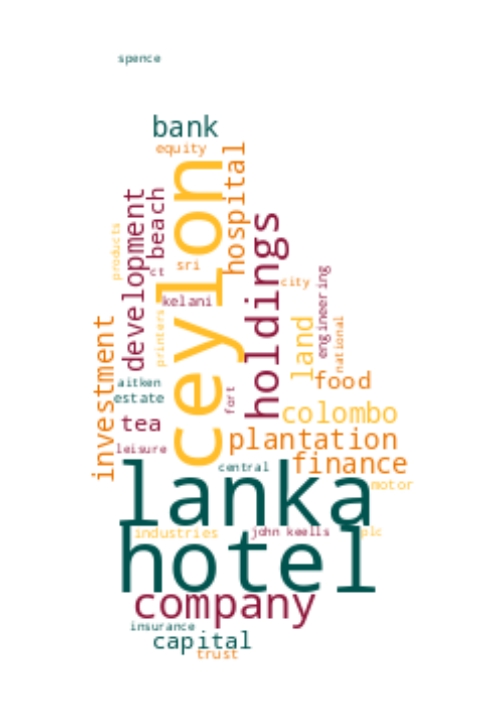 spence
bank
equity
hospital
ceylon
beach
development
holdings
products
sri
ct
city
engineering
kelani
printers
national
land
investment
food
aitken
estate
fort
colombo
tea
plantation
leisure
finance
central
lanka
motor
industries
john keells
plc
hotel
company
insurance
capital
trust